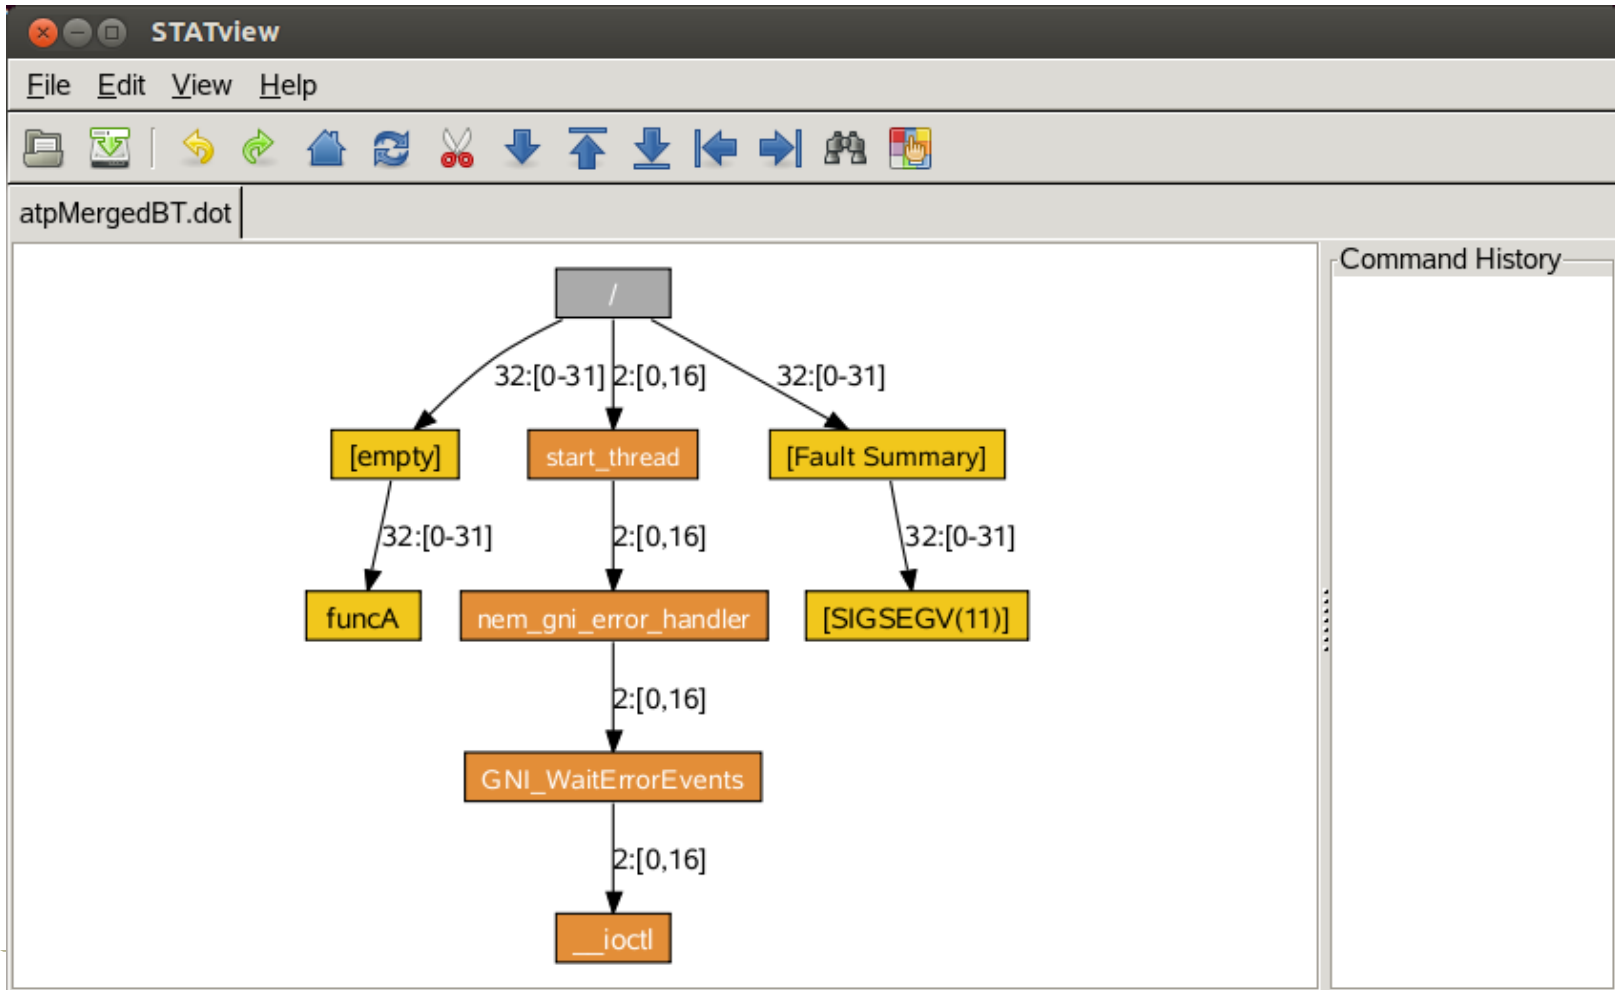 STATview
File Edit View Help
atpMergedBT.dot
Command History
/
32:[0-31] 2:[0,16] 32:[0-31]
[empty] start_thread [Fault Summary]
32:[0-31] 2:[0,16] 32:[0-31]
funcA nem_gni_error_handler [SIGSEGV(11)]
2:[0,16]
GNI_WaitErrorEvents
2:[0,16]
__ioctl